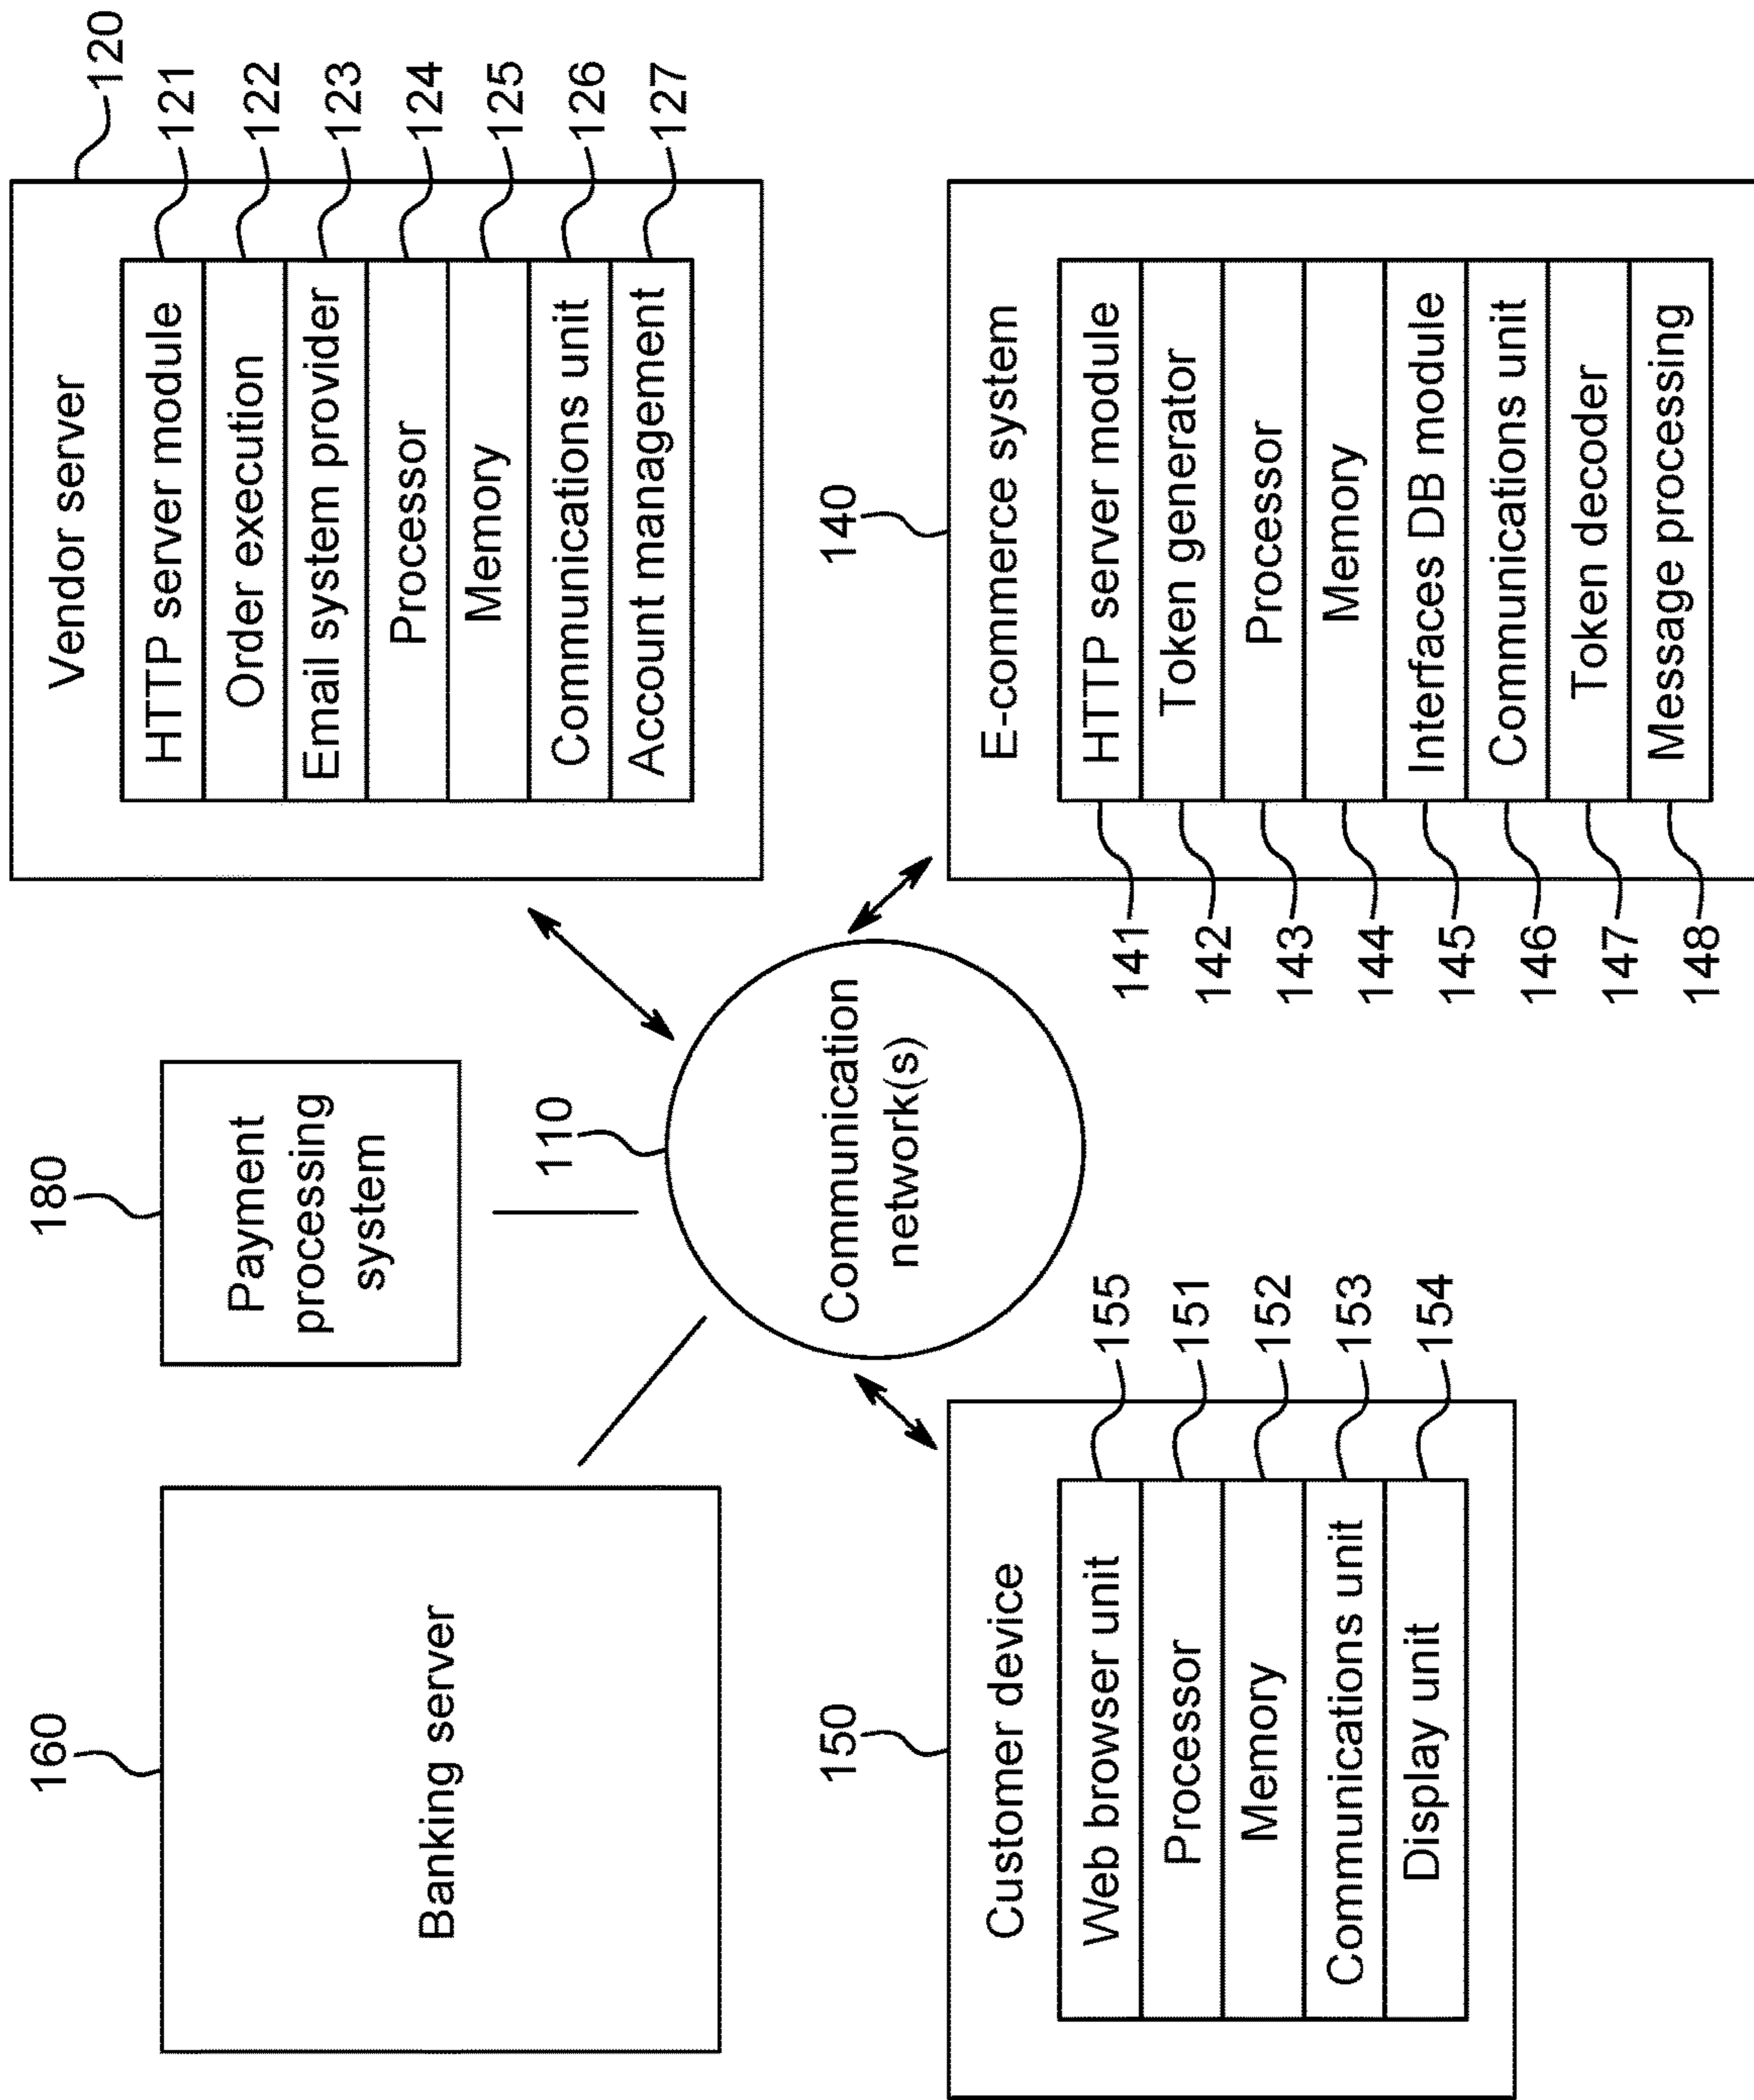 160
Banking server
180
Payment
processing
system
120
Vendor server
HTTP server module
121
Order execution
122
Email system provider
123
Processor
124
Memory
125
Communications unit
126
Account management
127
110
Communication
network(s)
150
Customer device
Web browser unit
155
Processor
151
Memory
152
Communications unit
153
Display unit
154
140
E-commerce system
141
HTTP server module
142
Token generator
143
Processor
144
Memory
145
Interfaces DB module
146
Communications unit
147
Token decoder
148
Message processing